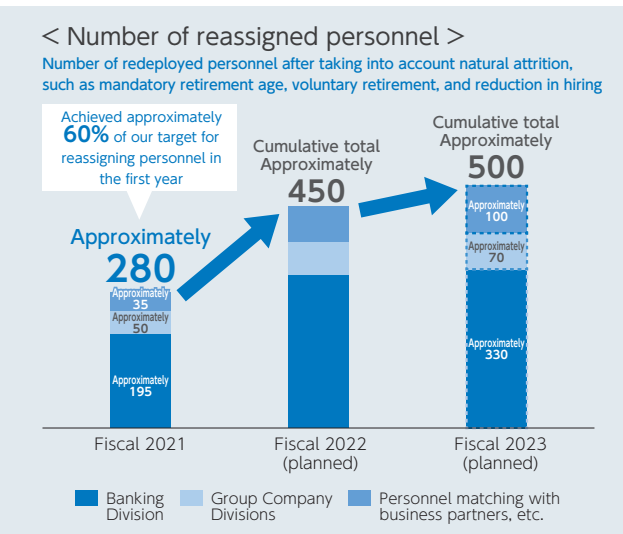 < Number of reassigned personnel >
Number of redeployed personnel after taking into account natural attrition,
such as mandatory retirement age, voluntary retirement, and reduction in hiring
Achieved approximately
60% of our target for
reassigning personnel in
the first year
Approximately
280
Approximately
35
Approximately
50
Approximately
195
Cumulative total
Approximately
450
Cumulative total
Approximately
500
Approximately
100
Approximately
70
Approximately
330
Fiscal 2021
Fiscal 2022
(planned)
Fiscal 2023
(planned)
Banking
Division
Group Company
Divisions
Personnel matching with
business partners, etc.